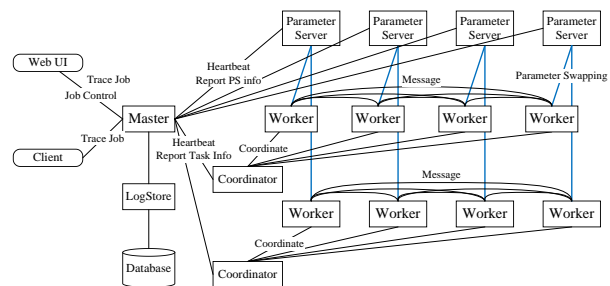 Parameter
Server
Parameter
Server
Parameter
Server
Parameter
Server
Web UI
Heartbeat
Report PS info
Trace Job
Job Control
Message
Parameter Swapping
Master
Worker
Worker
Worker
Worker
Trace Job
Client
Heartbeat
Report Task Info
Coordinate
Coordinator
Message
LogStore
Worker
Worker
Worker
Worker
Coordinate
Database
Coordinator